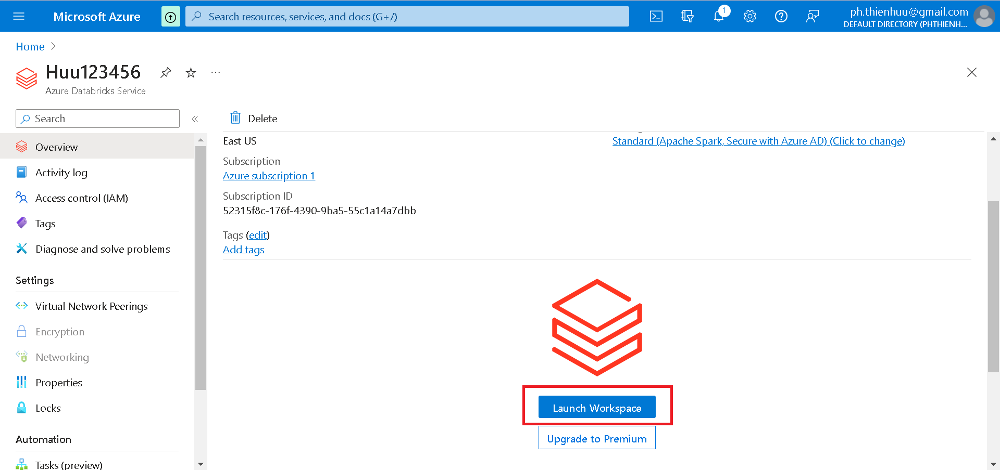 Microsoft Azure
Search resources, services, and docs (G+/)
1
ph.thienhuu@gmail.com
DEFAULT DIRECTORY (PHTHIENH...
Home
Huu123456
...
Azure Databricks Service
Search
«
Delete
Overview
Activity log
Access control (IAM)
Tags
Diagnose and solve problems
Settings
Virtual Network Peerings
Encryption
Networking
Properties
Locks
Automation
Tasks (preview)
East US
Standard (Apache Spark, Secure with Azure AD) (Click to change)
Subscription
Azure subscription 1
Subscription ID
52315f8c-176f-4390-9ba5-55c1a14a7dbb
Tags (edit)
Add tags
Launch Workspace
Upgrade to Premium